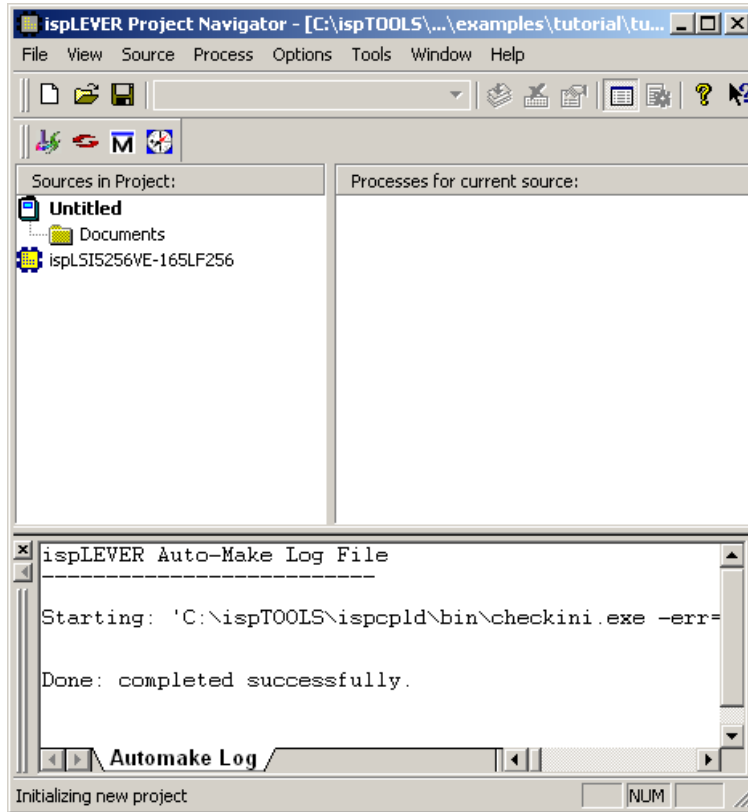 ispLEVER Project Navigator - [C:\ispTOOLS\...\examples\tutorial\tu...
File View Source Process Options Tools Window Help
Sources in Project:
Processes for current source:
Untitled
Documents
ispLSI5256VE-165LF256
ispLEVER Auto-Make Log File
---------------------------
Starting: 'C:\ispTOOLS\ispcpld\bin\checkini.exe -err=
Done: completed successfully.
Automake Log
Initializing new project
NUM